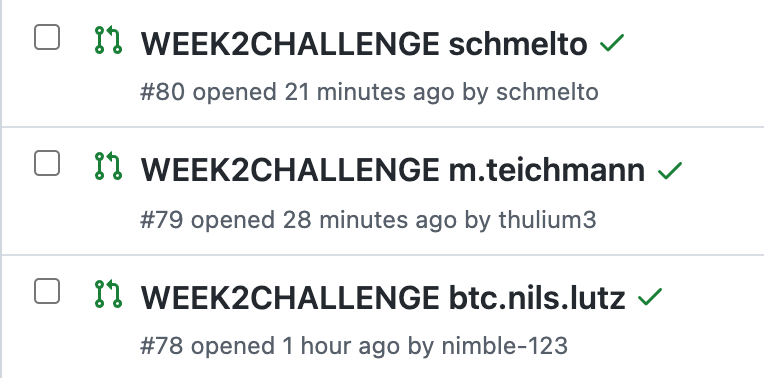 WEEK2CHALLENGE schmelto
#80 opened 21 minutes ago by schmelto
WEEK2CHALLENGE m.teichmann
#79 opened 28 minutes ago by thulium3
WEEK2CHALLENGE btc.nils.lutz
#78 opened 1 hour ago by nimble-123